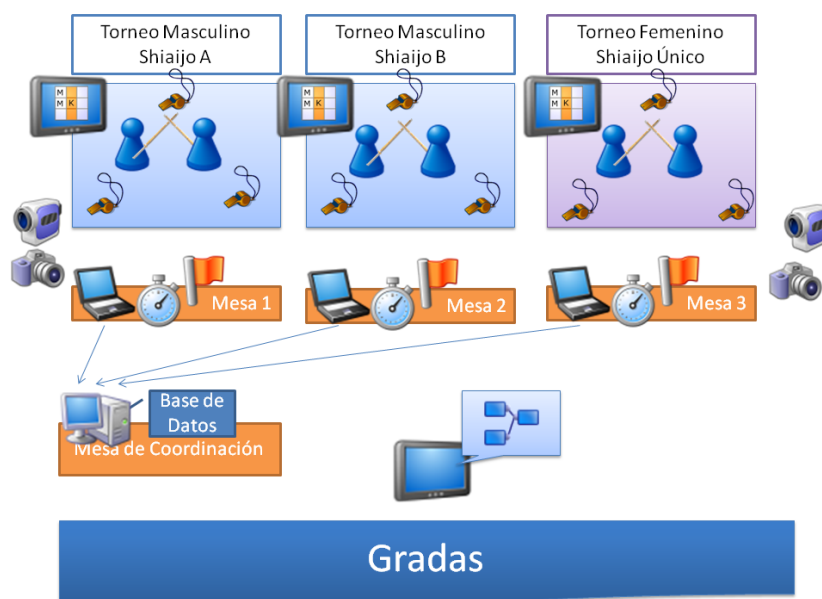 Torneo Masculino
Shiaijo A
Torneo Masculino
Shiaijo B
Torneo Femenino
Shiaijo Único
M
M K
M
M K
M
M K
Mesa 1
Mesa 2
Mesa 3
Base de
Datos
Mesa de Coordinación
Gradas